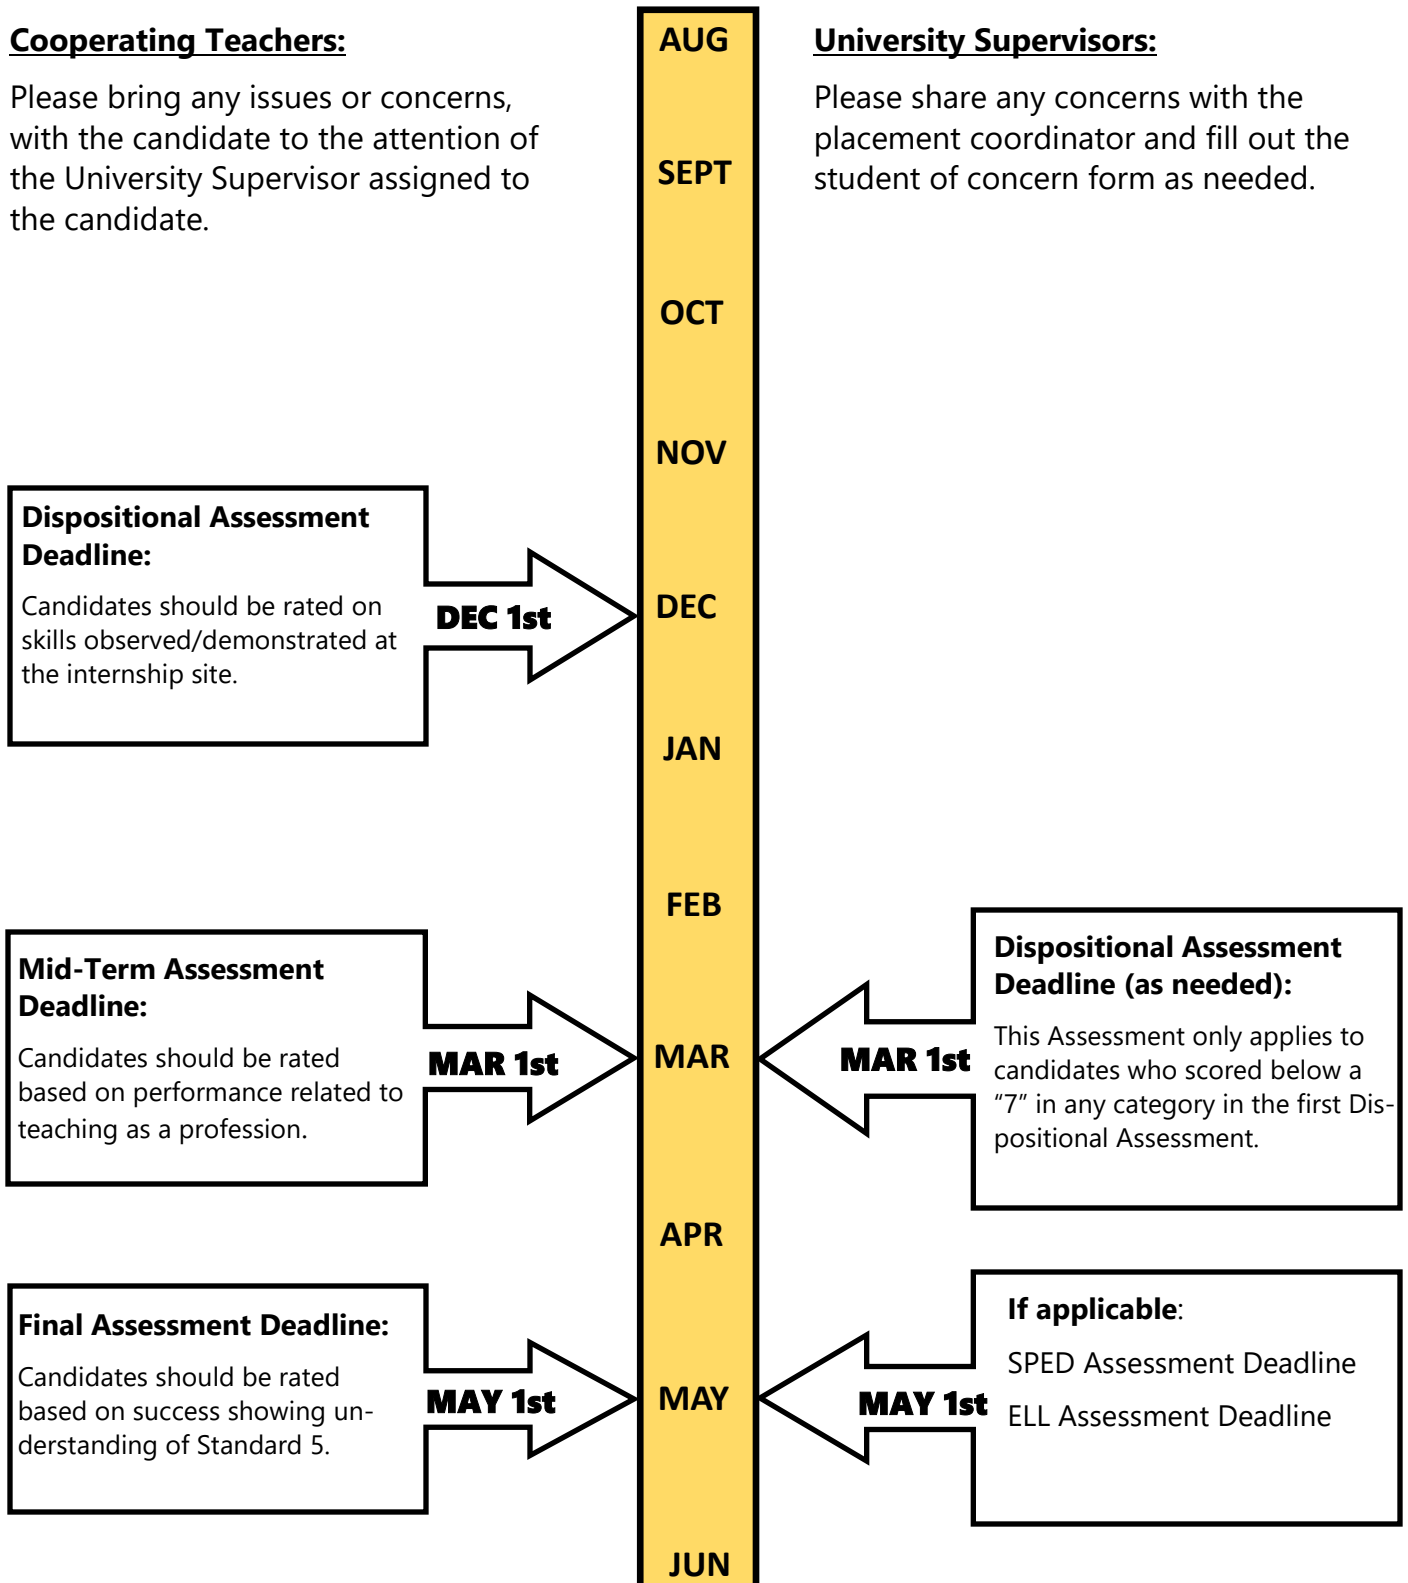 Cooperating Teachers:
Please bring any issues or concerns,
with the candidate to the attention of
the University Supervisor assigned to
the candidate.
University Supervisors:
Please share any concerns with the
placement coordinator and fill out the
student of concern form as needed.
AUG
SEPT
OCT
NOV
Dispositional Assessment
Deadline:
Candidates should be rated on
skills observed/demonstrated at
the internship site.
DEC 1st
DEC
JAN
FEB
Mid-Term Assessment
Deadline:
Candidates should be rated
based on performance related to
teaching as a profession.
MAR 1st
MAR
MAR 1st
Dispositional Assessment
Deadline (as needed):
This Assessment only applies to
candidates who scored below a
“7” in any category in the first Dis-
positional Assessment.
APR
Final Assessment Deadline:
Candidates should be rated
based on success showing un-
derstanding of Standard 5.
MAY 1st
MAY
MAY 1st
If applicable:
SPED Assessment Deadline
ELL Assessment Deadline
JUN